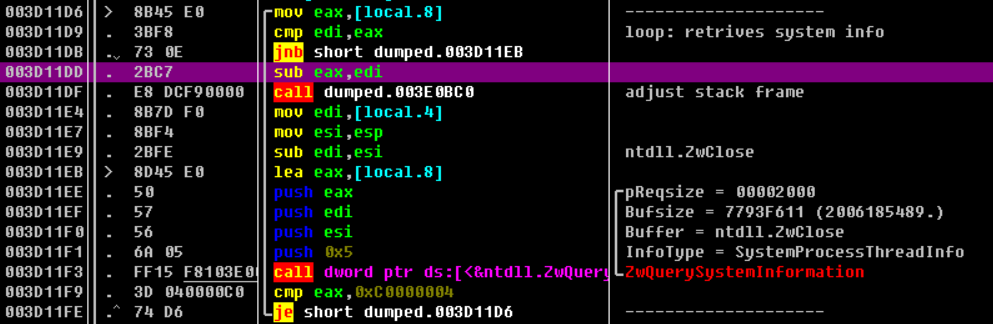 003D11D6 > 8B45 E0 mov eax,[local.8] --------------------
003D11D9 . 3BF8 cmp edi,eax loop: retrives system info
003D11DB . 73 0E jnb short dumped.003D11EB
003D11DD . 2BC7 sub eax,edi
003D11DF . E8 DCF90000 call dumped.003E0BC0 adjust stack frame
003D11E4 . 8B7D F0 mov edi,[local.4]
003D11E7 . 8BF4 mov esi,esp
003D11E9 . 2BFE sub edi,esi ntdll.ZwClose
003D11EB > 8D45 E0 lea eax,[local.8]
003D11EE . 50 push eax pReqsize = 00002000
003D11EF . 57 push edi Bufsize = 7793F611 (2006185489.)
003D11F0 . 56 push esi Buffer = ntdll.ZwClose
003D11F1 . 6A 05 push 0x5 InfoType = SystemProcessThreadInfo
003D11F3 . FF15 F8103E0 call dword ptr ds:[<&ntdll.ZwQuery ZwQuerySystemInformation
003D11F9 . 3D 040000C0 cmp eax,0xC0000004
003D11FE .^ 74 D6 je short dumped.003D11D6 --------------------